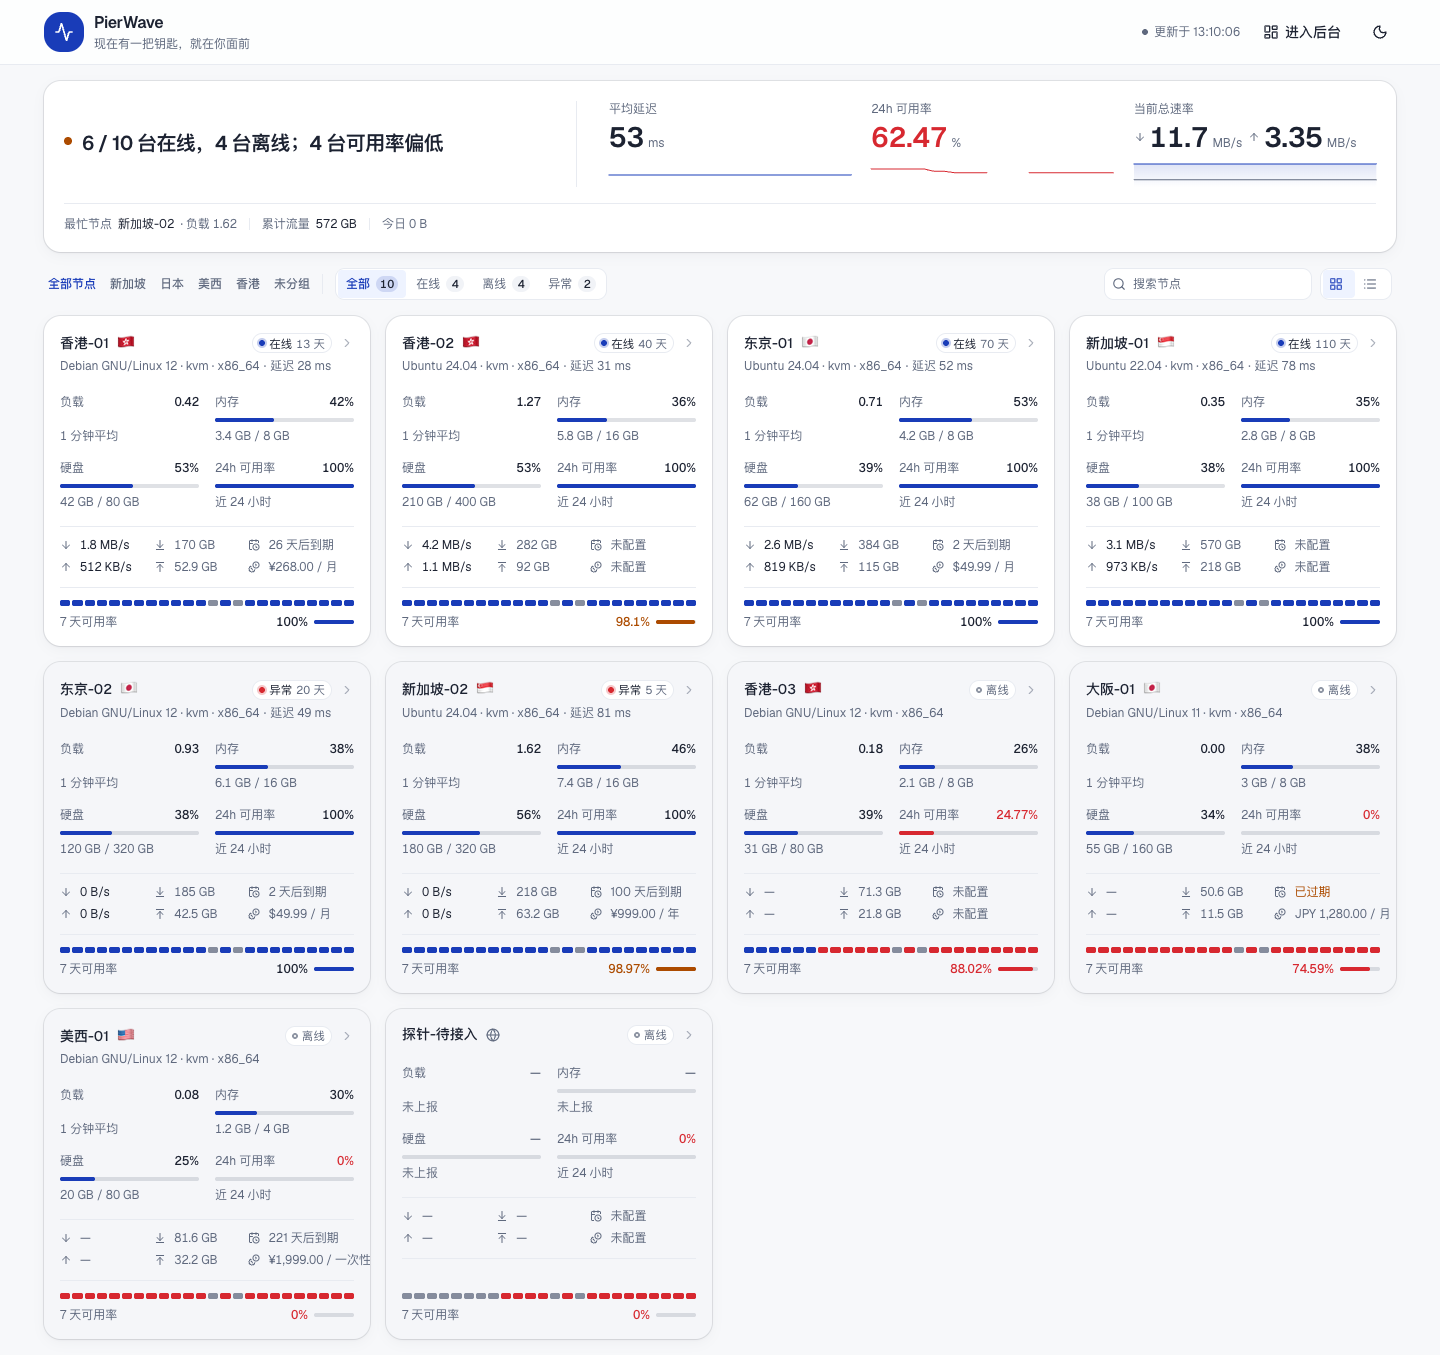 PierWave
现在有一把钥匙，就在你面前
更新于 13:10:06
进入后台
6 / 10 台在线，4 台离线；4 台可用率偏低
平均延迟
53 ms
24h 可用率
62.47 %
当前总速率
↓ 11.7 MB/s ↑ 3.35 MB/s
最忙节点 新加坡-02 · 负载 1.62 累计流量 572 GB 今日 0 B
全部节点 新加坡 日本 美西 香港 未分组
全部 10 在线 4 离线 4 异常 2
搜索节点
香港-01 在线 13 天
Debian GNU/Linux 12 · kvm · x86_64 · 延迟 28 ms
负载 0.42 内存 42%
1 分钟平均 3.4 GB / 8 GB
硬盘 53% 24h 可用率 100%
42 GB / 80 GB 近 24 小时
↓ 1.8 MB/s 170 GB 26 天后到期
↑ 512 KB/s 52.9 GB ¥268.00 / 月
7 天可用率 100%
香港-02 在线 40 天
Ubuntu 24.04 · kvm · x86_64 · 延迟 31 ms
负载 1.27 内存 36%
1 分钟平均 5.8 GB / 16 GB
硬盘 53% 24h 可用率 100%
210 GB / 400 GB 近 24 小时
↓ 4.2 MB/s 282 GB 未配置
↑ 1.1 MB/s 92 GB 未配置
7 天可用率 98.1%
东京-01 在线 70 天
Ubuntu 24.04 · kvm · x86_64 · 延迟 52 ms
负载 0.71 内存 53%
1 分钟平均 4.2 GB / 8 GB
硬盘 39% 24h 可用率 100%
62 GB / 160 GB 近 24 小时
↓ 2.6 MB/s 384 GB 2 天后到期
↑ 819 KB/s 115 GB $49.99 / 月
7 天可用率 100%
新加坡-01 在线 110 天
Ubuntu 22.04 · kvm · x86_64 · 延迟 78 ms
负载 0.35 内存 35%
1 分钟平均 2.8 GB / 8 GB
硬盘 38% 24h 可用率 100%
38 GB / 100 GB 近 24 小时
↓ 3.1 MB/s 570 GB 未配置
↑ 973 KB/s 218 GB 未配置
7 天可用率 100%
东京-02 异常 20 天
Debian GNU/Linux 12 · kvm · x86_64 · 延迟 49 ms
负载 0.93 内存 38%
1 分钟平均 6.1 GB / 16 GB
硬盘 38% 24h 可用率 100%
120 GB / 320 GB 近 24 小时
↓ 0 B/s 185 GB 2 天后到期
↑ 0 B/s 42.5 GB $49.99 / 月
7 天可用率 100%
新加坡-02 异常 5 天
Ubuntu 24.04 · kvm · x86_64 · 延迟 81 ms
负载 1.62 内存 46%
1 分钟平均 7.4 GB / 16 GB
硬盘 56% 24h 可用率 100%
180 GB / 320 GB 近 24 小时
↓ 0 B/s 218 GB 100 天后到期
↑ 0 B/s 63.2 GB ¥999.00 / 年
7 天可用率 98.97%
香港-03 离线
Debian GNU/Linux 12 · kvm · x86_64
负载 0.18 内存 26%
1 分钟平均 2.1 GB / 8 GB
硬盘 39% 24h 可用率 24.77%
31 GB / 80 GB 近 24 小时
↓ — 71.3 GB 未配置
↑ — 21.8 GB 未配置
7 天可用率 88.02%
大阪-01 离线
Debian GNU/Linux 11 · kvm · x86_64
负载 0.00 内存 38%
1 分钟平均 3 GB / 8 GB
硬盘 34% 24h 可用率 0%
55 GB / 160 GB 近 24 小时
↓ — 50.6 GB 已过期
↑ — 11.5 GB JPY 1,280.00 / 月
7 天可用率 74.59%
美西-01 离线
Debian GNU/Linux 12 · kvm · x86_64
负载 0.08 内存 30%
1 分钟平均 1.2 GB / 4 GB
硬盘 25% 24h 可用率 0%
20 GB / 80 GB 近 24 小时
↓ — 81.6 GB 221 天后到期
↑ — 32.2 GB ¥1,999.00 / 一次性
7 天可用率 0%
探针-待接入 离线
负载 — 内存 —
未上报 未上报
硬盘 — 24h 可用率 0%
未上报 近 24 小时
↓ — — 未配置
↑ — — 未配置
7 天可用率 0%